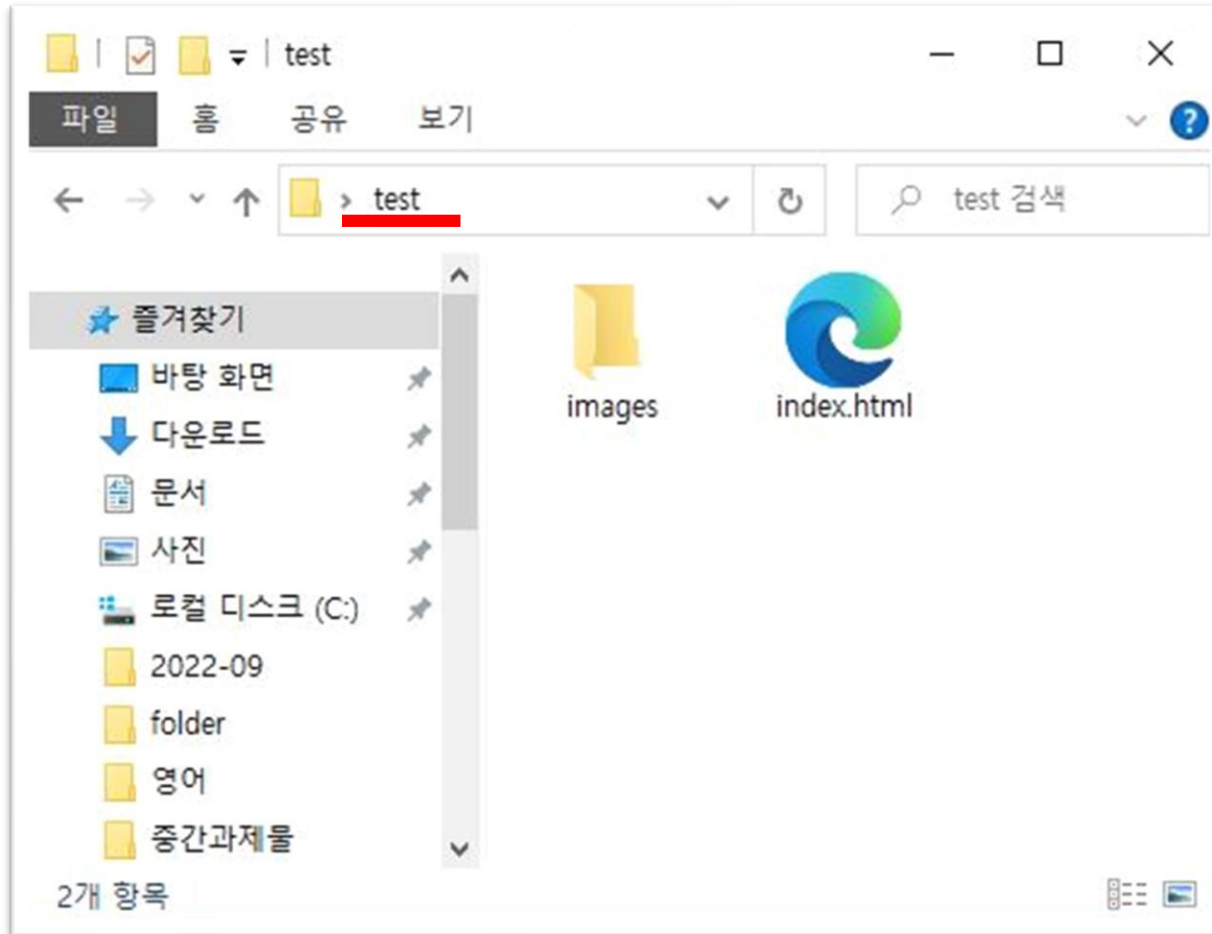 test
파일 홈 공유 보기
test
test 검색
즐겨찾기
바탕 화면
다운로드
문서
사진
로컬 디스크 (C:)
2022-09
folder
영어
중간과제물
images
index.html
2개 항목